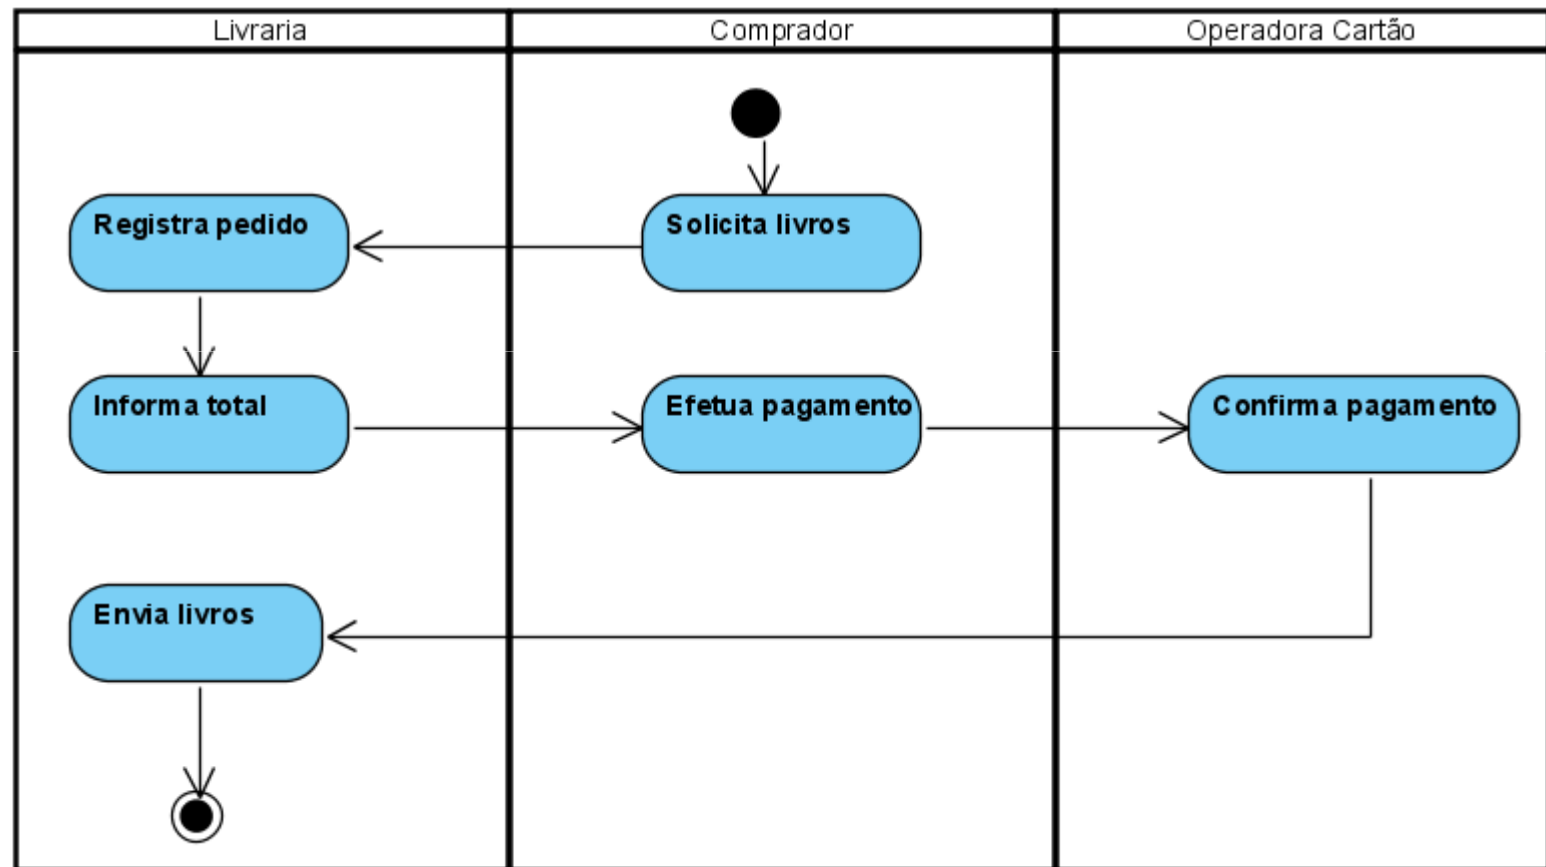 Livraria
Comprador
Operadora Cartão
Registra pedido
Solicita livros
Informa total
Efetua pagamento
Confirma pagamento
Envia livros